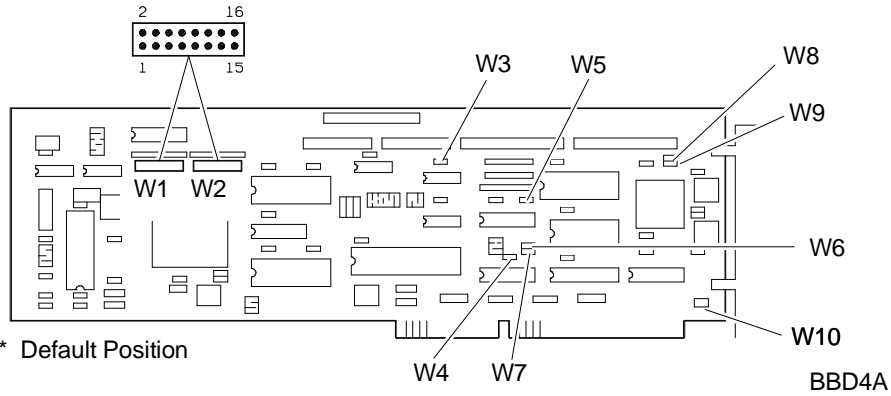 2 16
1 15
W3 W5 W8
W9
W1 W2
W6
W10
* Default Position
W4 W7
BBD4A